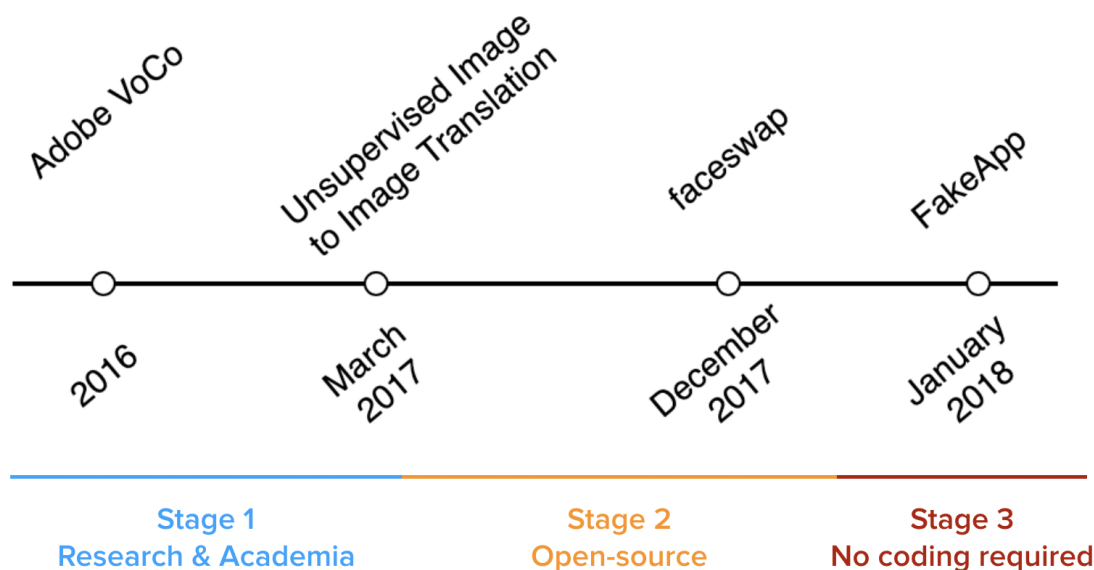 Adobe VoCo
Unsupervised Image
to Image Translation
faceswap
FakeApp
2016
March
2017
December
2017
January
2018
Stage 1
Research & Academia
Stage 2
Open-source
Stage 3
No coding required